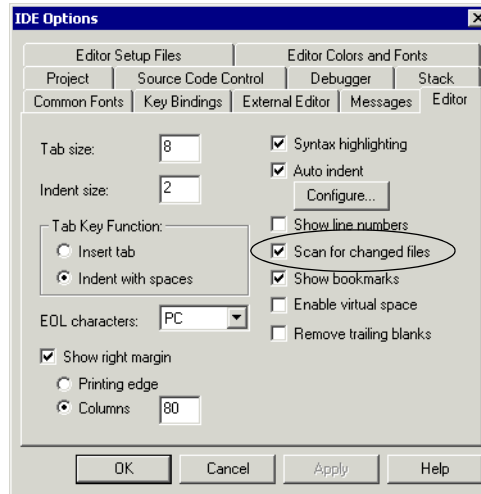 IDE Options
Editor Setup Files
Editor Colors and Fonts
Project
Source Code Control
Debugger
Stack
Common Fonts
Key Bindings
External Editor
Messages
Editor
Tab size:
8
Indent size:
2
Tab Key Function:
Insert tab
Indent with spaces
EOL characters:
PC
Show right margin
Printing edge
Columns
80
Syntax highlighting
Auto indent
Configure...
Show line numbers
Scan for changed files
Show bookmarks
Enable virtual space
Remove trailing blanks
OK
Cancel
Apply
Help